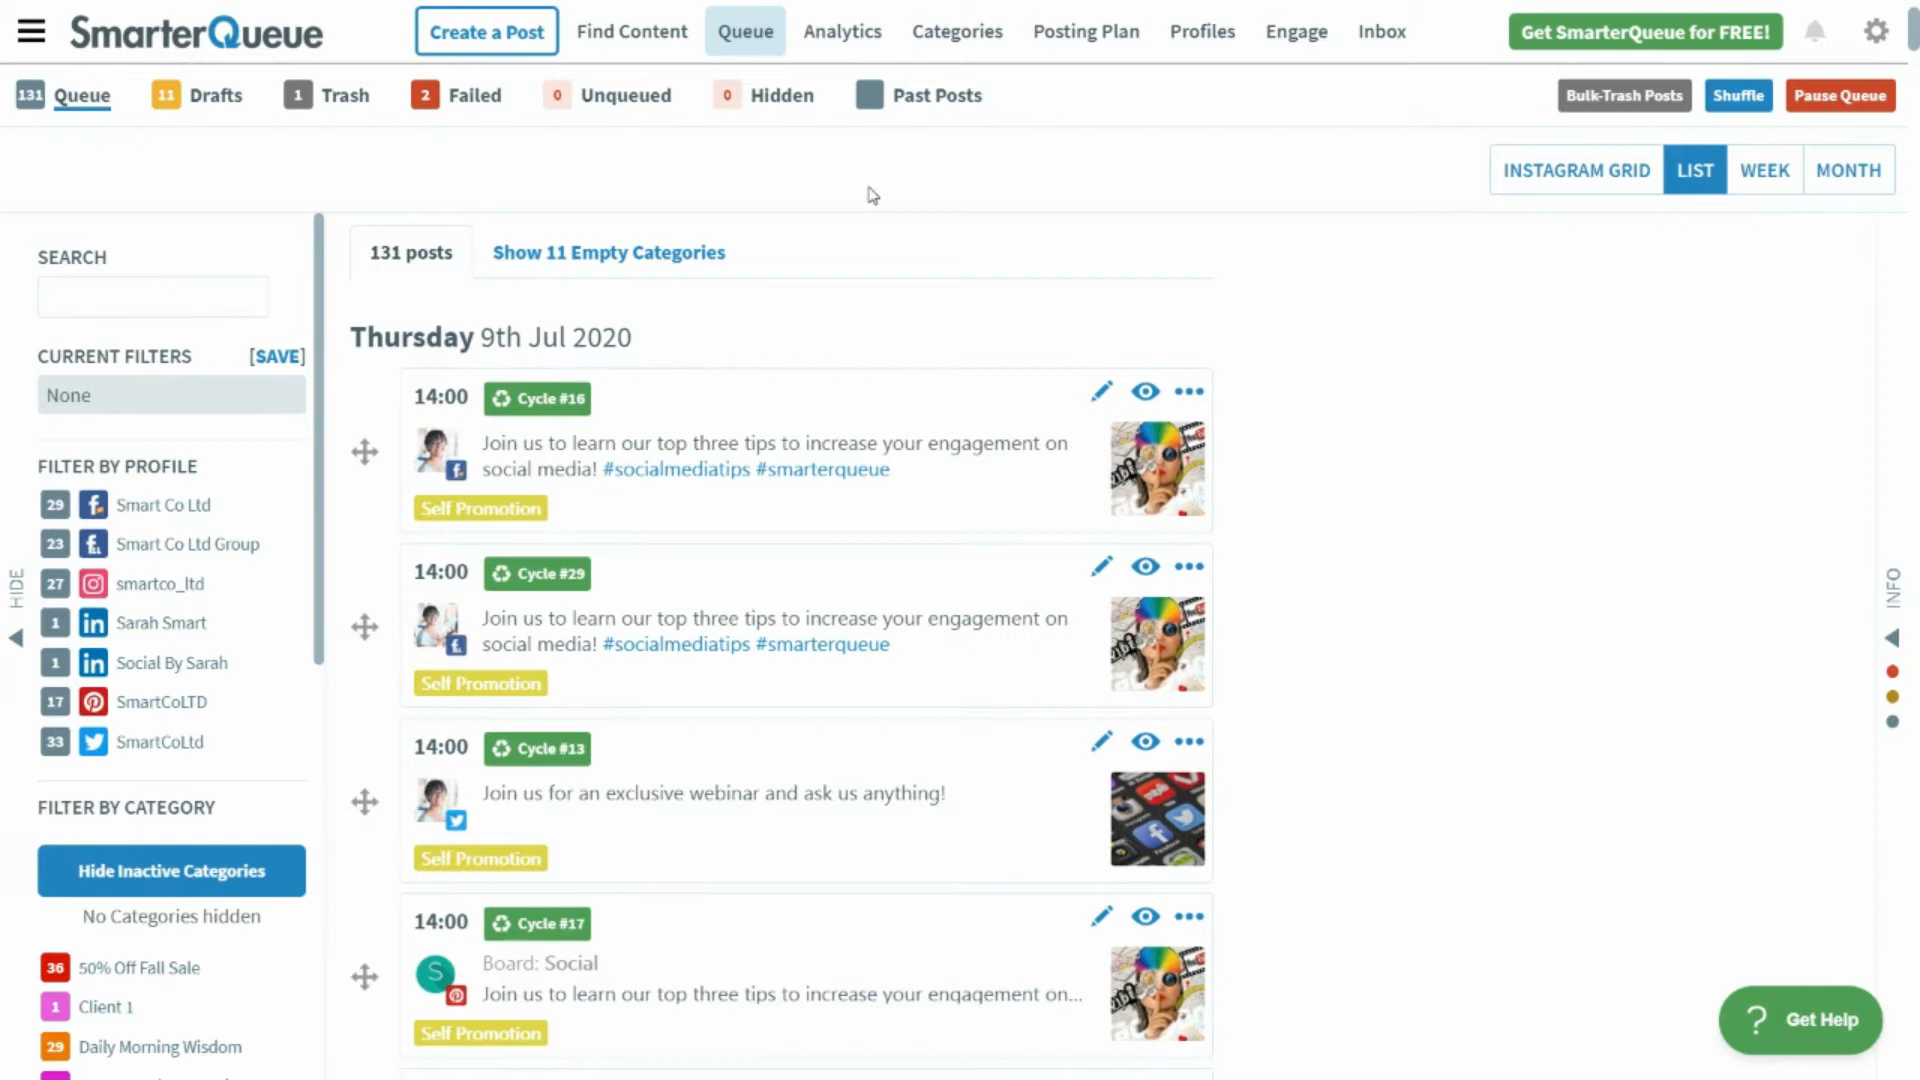 SmarterQueue
Create a Post
Find Content
Queue
Analytics
Categories
Posting Plan
Profiles
Engage
Inbox
Get SmarterQueue for FREE!
131 Queue
11 Drafts
1 Trash
2 Failed
0 Unqueued
0 Hidden
Past Posts
Bulk-Trash Posts
Shuffle
Pause Queue
INSTAGRAM GRID
LIST
WEEK
MONTH
SEARCH
CURRENT FILTERS [SAVE]
None
FILTER BY PROFILE
29 Smart Co Ltd
23 Smart Co Ltd Group
27 smartco_ltd
1 Sarah Smart
1 Social By Sarah
17 SmartCoLTD
33 SmartCoLtd
FILTER BY CATEGORY
Hide Inactive Categories
No Categories hidden
36 50% Off Fall Sale
1 Client 1
29 Daily Morning Wisdom
HIDE
131 posts
Show 11 Empty Categories
Thursday 9th Jul 2020
14:00 Cycle #16
Join us to learn our top three tips to increase your engagement on
social media! #socialmediatips #smarterqueue
Self Promotion
14:00 Cycle #29
Join us to learn our top three tips to increase your engagement on
social media! #socialmediatips #smarterqueue
Self Promotion
14:00 Cycle #13
Join us for an exclusive webinar and ask us anything!
Self Promotion
14:00 Cycle #17
S
Board: Social
Join us to learn our top three tips to increase your engagement on...
Self Promotion
INFO
? Get Help